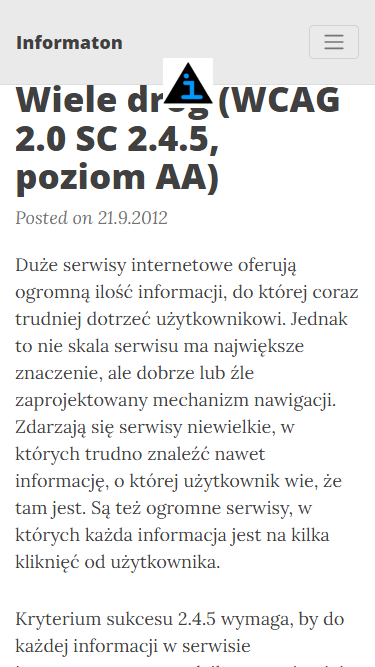 Informaton
Wiele dróg (WCAG
2.0 SC 2.4.5,
poziom AA)
Posted on 21.9.2012
Duże serwisy internetowe oferują
ogromną ilość informacji, do której coraz
trudniej dotrzeć użytkownikowi. Jednak
to nie skala serwisu ma największe
znaczenie, ale dobrze lub źle
zaprojektowany mechanizm nawigacji.
Zdarzają się serwisy niewielkie, w
których trudno znaleźć nawet
informację, o której użytkownik wie, że
tam jest. Są też ogromne serwisy, w
których każda informacja jest na kilka
kliknięć od użytkownika.
Kryterium sukcesu 2.4.5 wymaga, by do
każdej informacji w serwisie